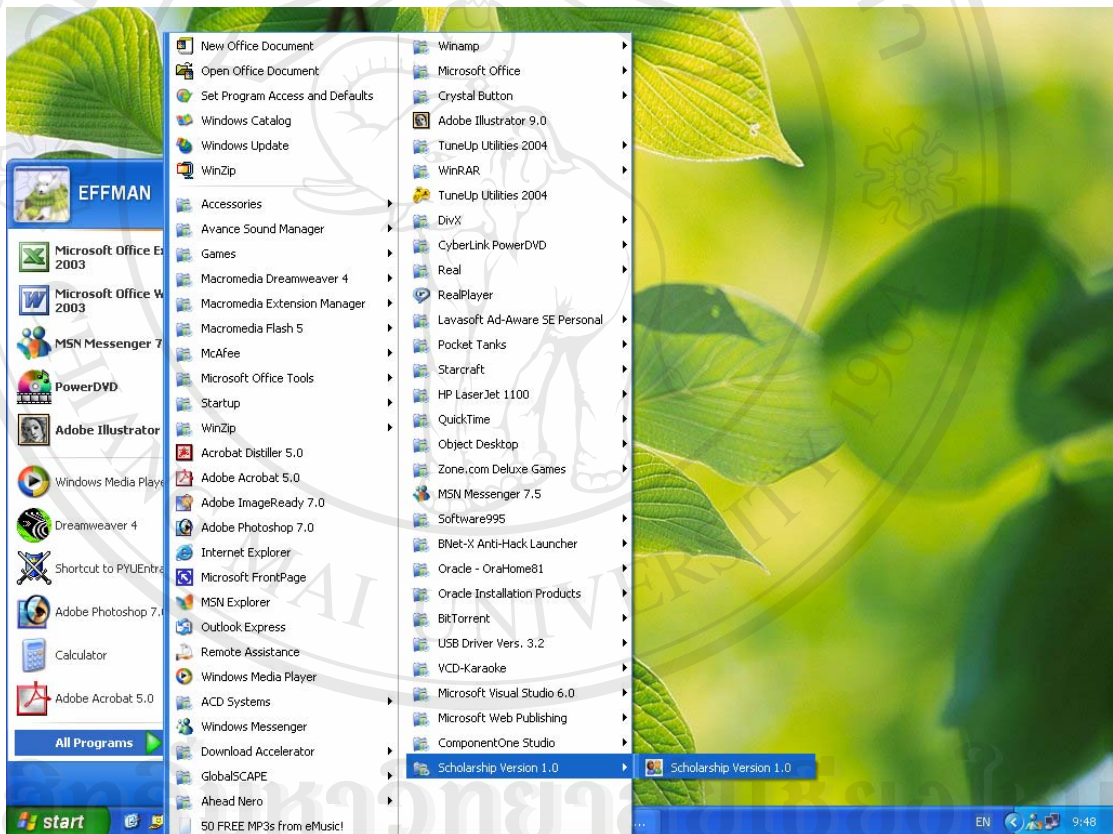 EFFMAN
Microsoft Office E
2003
Microsoft Office W
2003
MSN Messenger 7
PowerDVD
Adobe Illustrator
Windows Media Playe
Dreamweaver 4
Shortcut to PYUEntra
Adobe Photoshop 7.
Calculator
Adobe Acrobat 5.0
All Programs
New Office Document
Open Office Document
Set Program Access and Defaults
Windows Catalog
Windows Update
WinZip
Accessories
Avance Sound Manager
Games
Macromedia Dreamweaver 4
Macromedia Extension Manager
Macromedia Flash 5
McAfee
Microsoft Office Tools
Startup
WinZip
Acrobat Distiller 5.0
Adobe Acrobat 5.0
Adobe ImageReady 7.0
Adobe Photoshop 7.0
Internet Explorer
Microsoft FrontPage
MSN Explorer
Outlook Express
Remote Assistance
Windows Media Player
ACD Systems
Windows Messenger
Download Accelerator
GlobalSCAPE
Ahead Nero
50 FREE MP3s from eMusic!
Winamp
Microsoft Office
Crystal Button
Adobe Illustrator 9.0
TuneUp Utilities 2004
WinRAR
TuneUp Utilities 2004
DivX
CyberLink PowerDVD
Real
RealPlayer
Lavasoft Ad-Aware SE Personal
Pocket Tanks
Starcraft
HP LaserJet 1100
QuickTime
Object Desktop
Zone.com Deluxe Games
MSN Messenger 7.5
Software995
BNet-X Anti-Hack Launcher
Oracle - OraHome81
Oracle Installation Products
BitTorrent
USB Driver Vers. 3.2
VCD-Karaoke
Microsoft Visual Studio 6.0
Microsoft Web Publishing
ComponentOne Studio
Scholarship Version 1.0
Scholarship Version 1.0
start
...
EN
9:48
MAI UNIVERSITY 1964